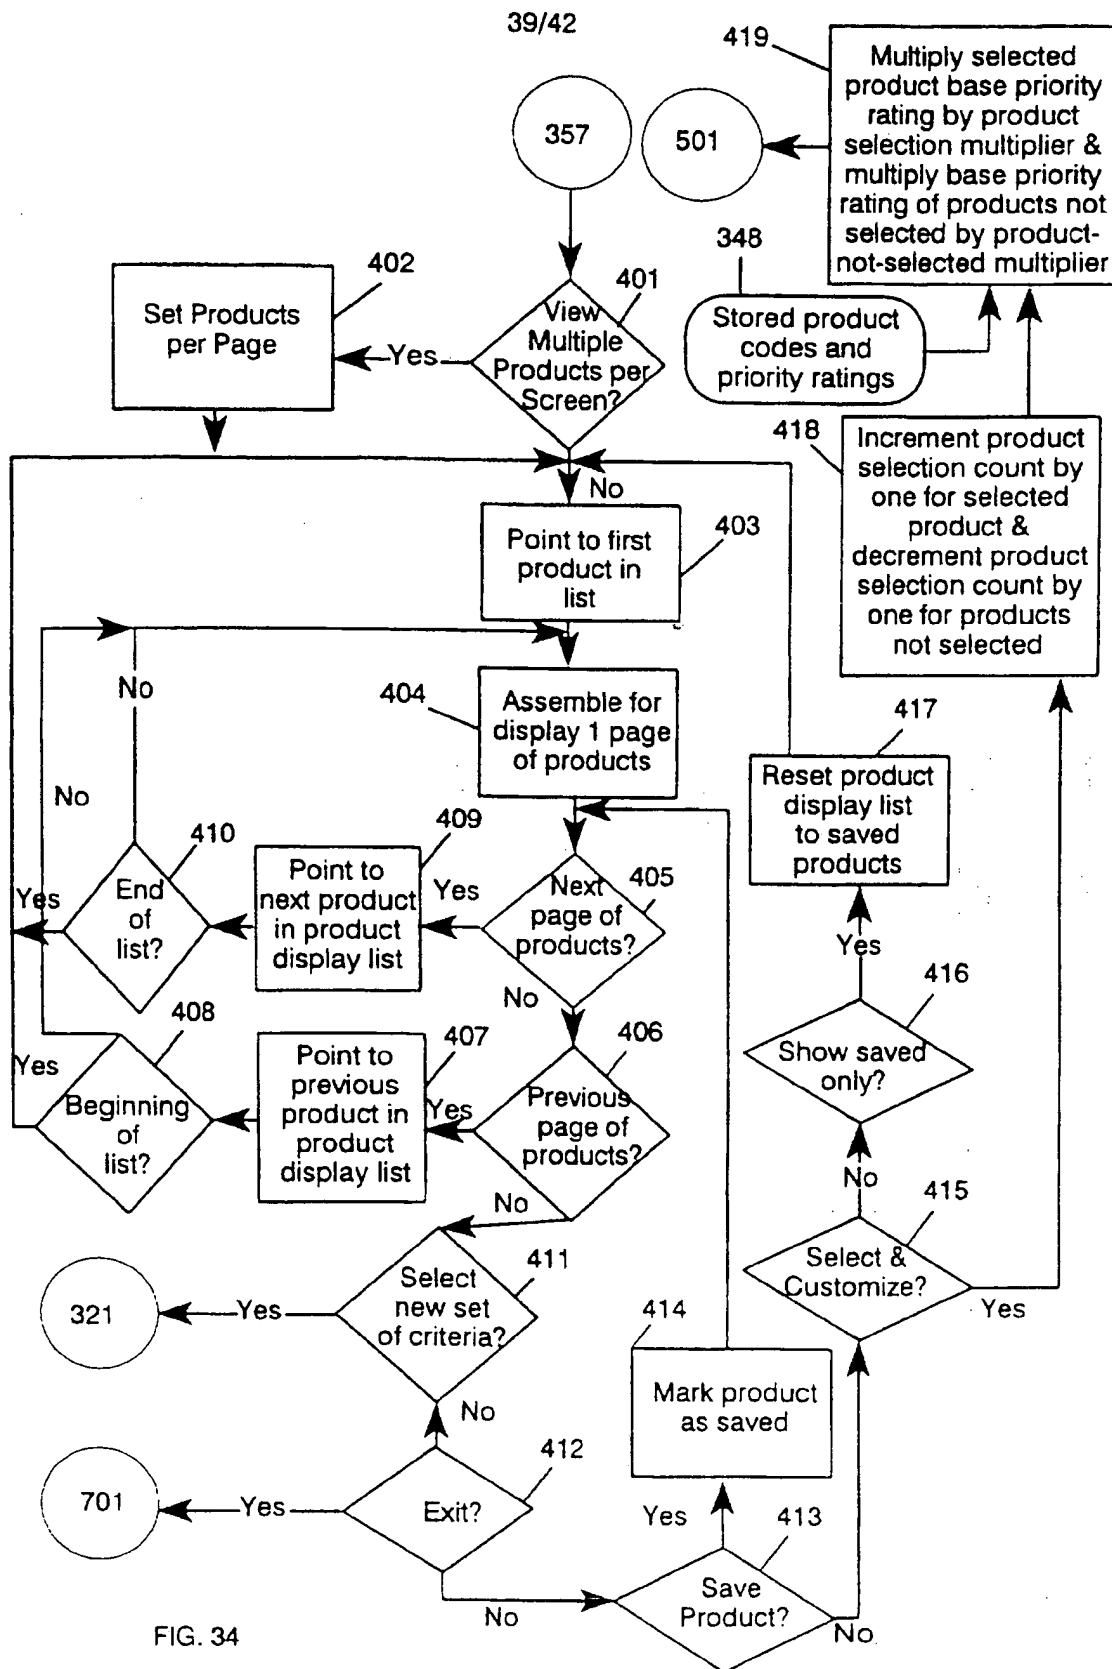 39/42
357
501
419
Multiply selected
product base priority
rating by product
selection multiplier &
multiply base priority
rating of products not
selected by product-
not-selected multiplier
348
Stored product
codes and
priority ratings
402
Set Products
per Page
Yes
401
View
Multiple
Products per
Screen?
No
418
Increment product
selection count by
one for selected
product &
decrement product
selection count by
one for products
not selected
403
Point to first
product in
list
404
Assemble for
display 1 page
of products
No
No
417
Reset product
display list
to saved
products
410
End
of
list?
Yes
409
Point to
next product
in product
display list
Yes
405
Next
page of
products?
No
Yes
416
Show saved
only?
408
Beginning
of
list?
Yes
407
Point to
previous
product in
product
display list
Yes
406
Previous
page of
products?
No
No
415
Select &
Customize?
Yes
411
Select
new set
of criteria?
Yes
321
No
414
Mark product
as saved
412
Exit?
Yes
701
No
Yes
413
Save
Product?
No
FIG. 34